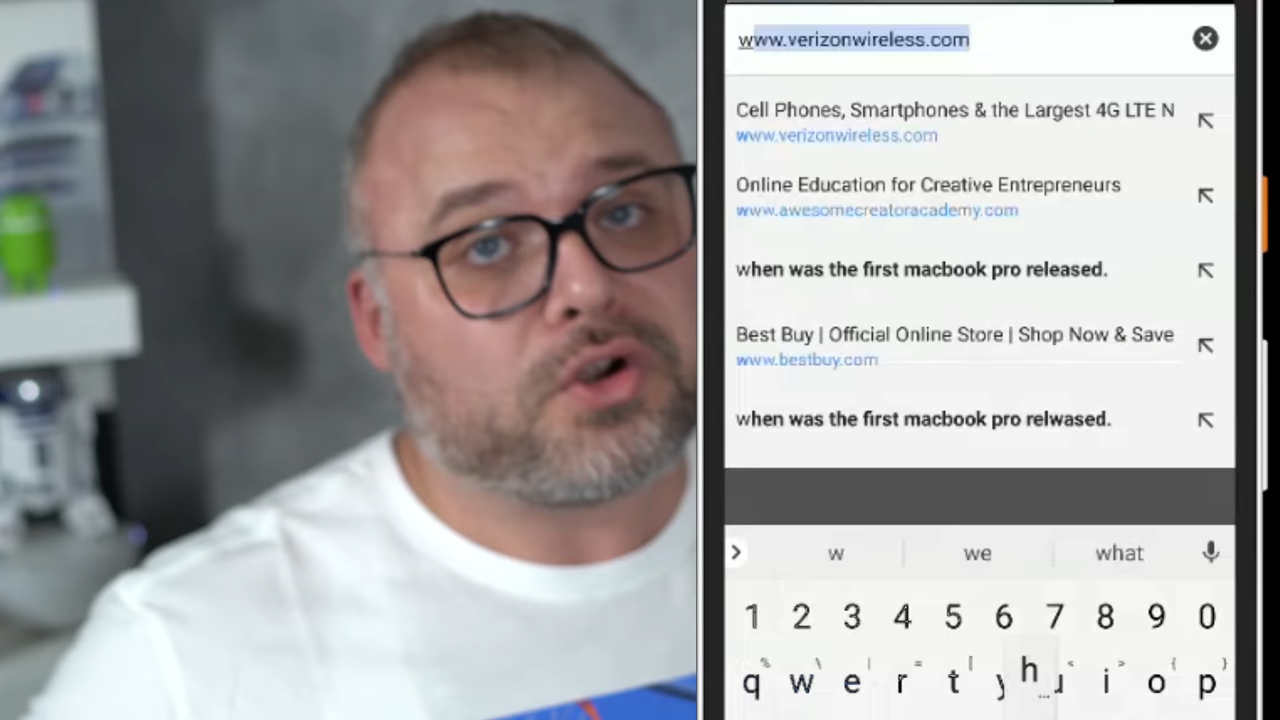 www.verizonwireless.com
Cell Phones, Smartphones & the Largest 4G LTE N
www.verizonwireless.com
Online Education for Creative Entrepreneurs
www.awesomecreatoracademy.com
when was the first macbook pro released.
Best Buy | Official Online Store | Shop Now & Save
www.bestbuy.com
when was the first macbook pro relwased.
w we what
1 2 3 4 5 6 7 8 9 0
% \ | = [ < > { }
q w e r t y h u i o p